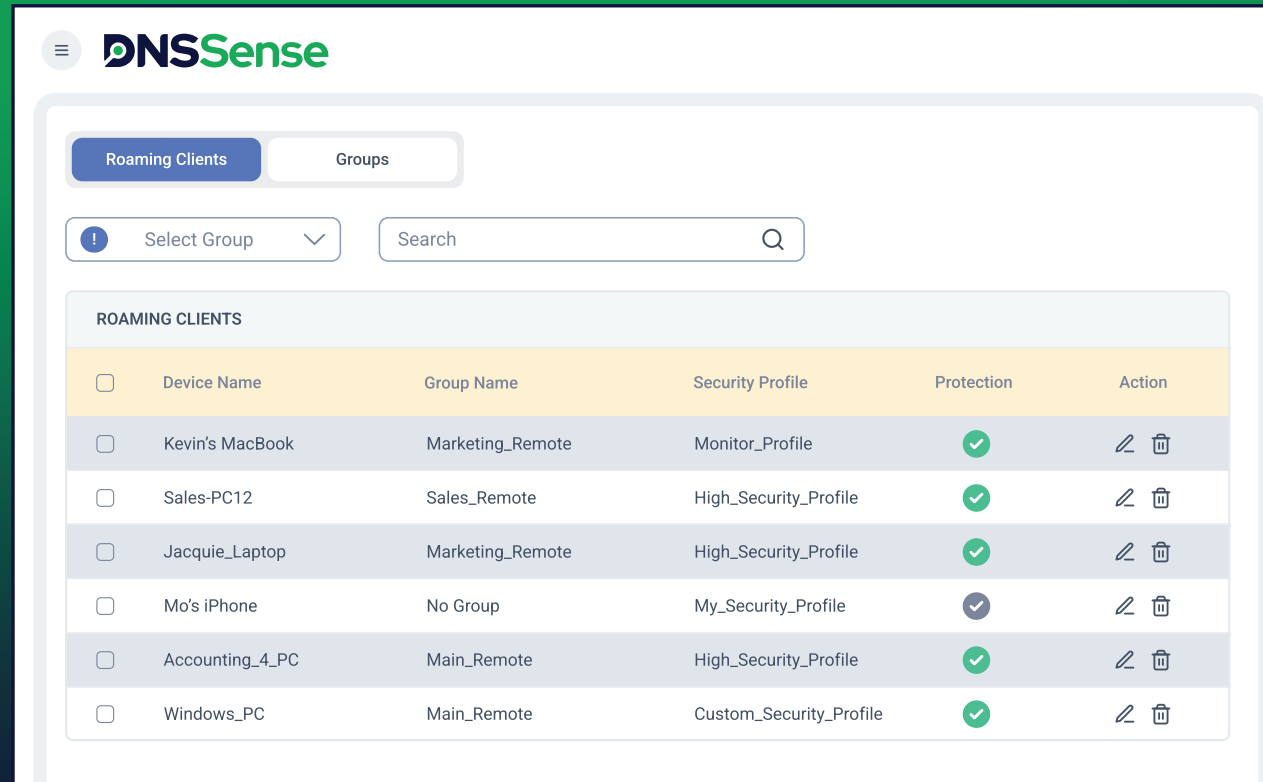 DNSSense
Roaming Clients Groups
! Select Group Search
ROAMING CLIENTS
Device Name Group Name Security Profile Protection Action
Kevin’s MacBook Marketing_Remote Monitor_Profile
Sales-PC12 Sales_Remote High_Security_Profile
Jacquie_Laptop Marketing_Remote High_Security_Profile
Mo’s iPhone No Group My_Security_Profile
Accounting_4_PC Main_Remote High_Security_Profile
Windows_PC Main_Remote Custom_Security_Profile